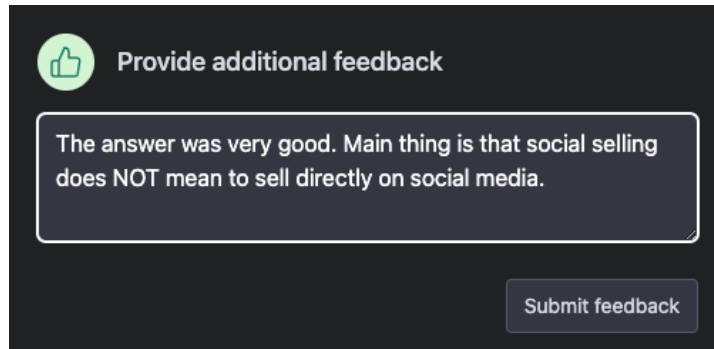 Provide additional feedback
The answer was very good. Main thing is that social selling
does NOT mean to sell directly on social media.
Submit feedback